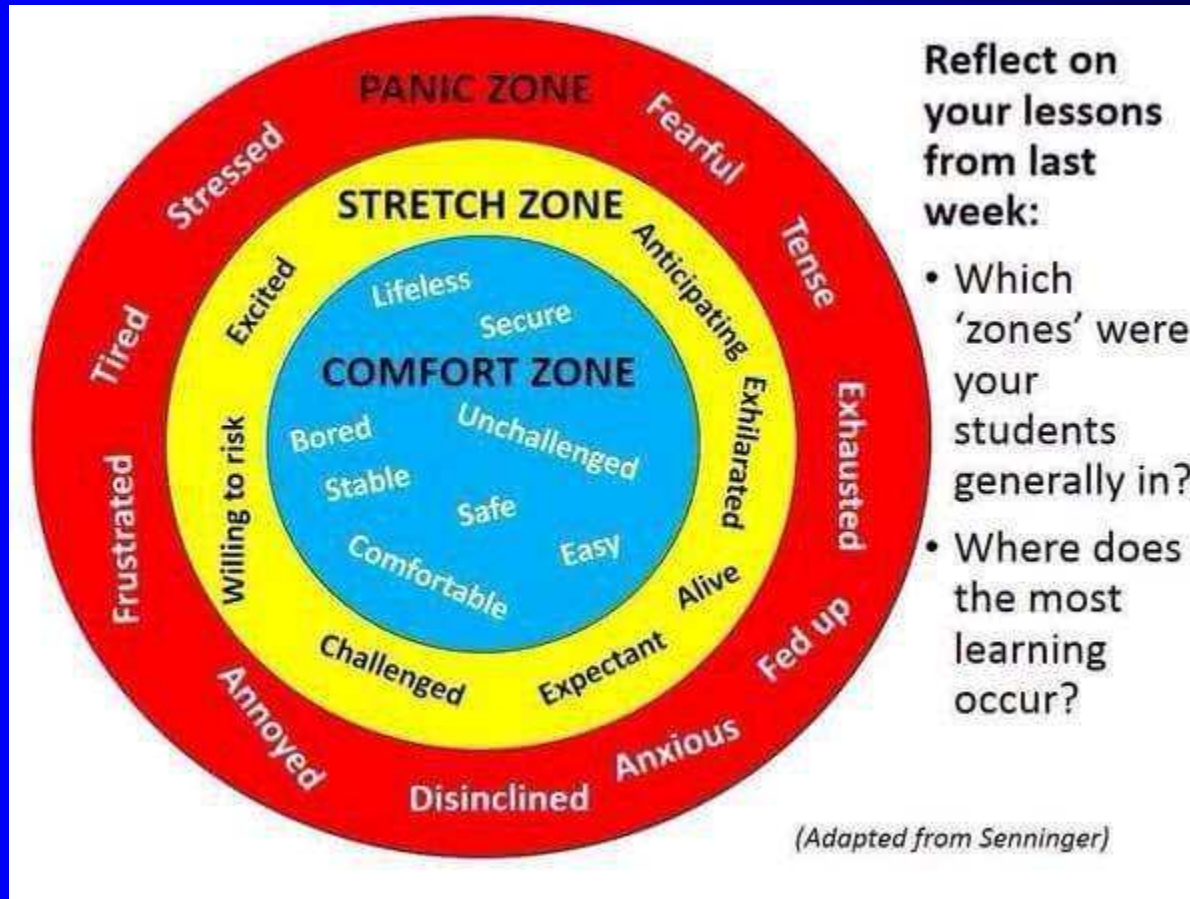 PANIC ZONE
Stressed
Fearful
Tense
Tired
Exhausted
Frustrated
Fed up
Annoyed
Anxious
Disinclined
STRETCH ZONE
Excited
Anticipating
Exhilarated
Willing to risk
Alive
Challenged
Expectant
Lifeless
Secure
COMFORT ZONE
Bored
Unchallenged
Stable
Safe
Easy
Comfortable
Reflect on
your lessons
from last
week:
• Which
‘zones’ were
your
students
generally in?
• Where does
the most
learning
occur?
(Adapted from Senninger)